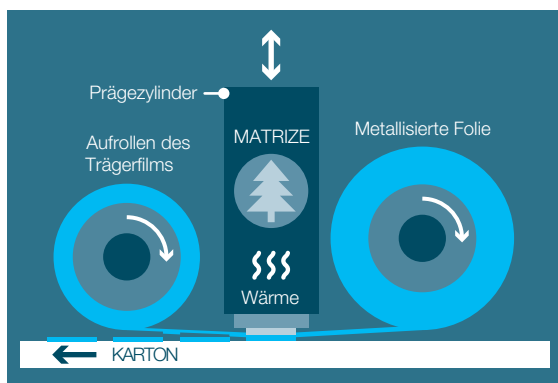 Prägezylinder
Aufrollen des
Trägerfilms
MATRIZE
Metallisierte Folie
Wärme
KARTON